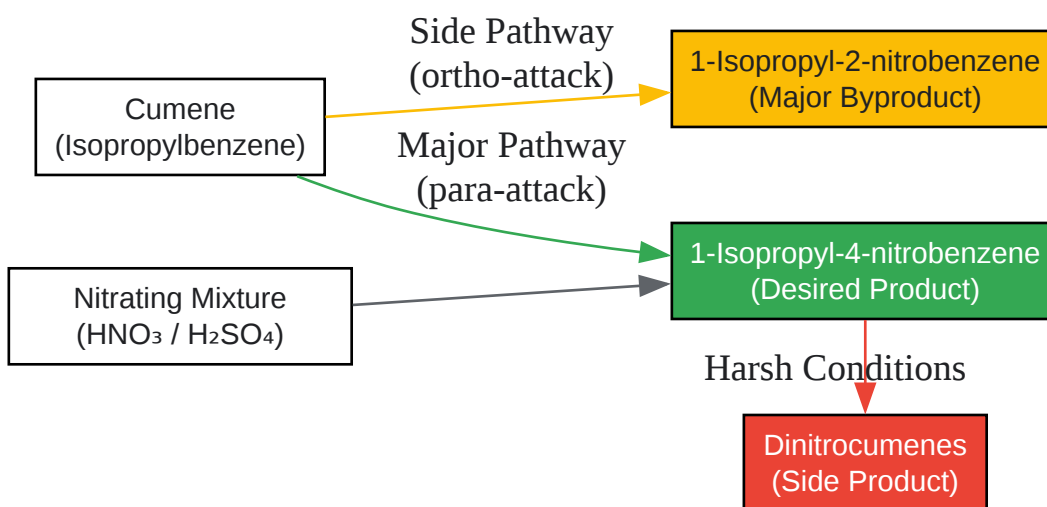 Side Pathway
(ortho-attack)
1-Isopropyl-2-nitrobenzene
(Major Byproduct)
Cumene
(Isopropylbenzene)
Major Pathway
(para-attack)
1-Isopropyl-4-nitrobenzene
(Desired Product)
Nitrating Mixture
(HNO₃ / H₂SO₄)
Harsh Conditions
Dinitrocumenes
(Side Product)